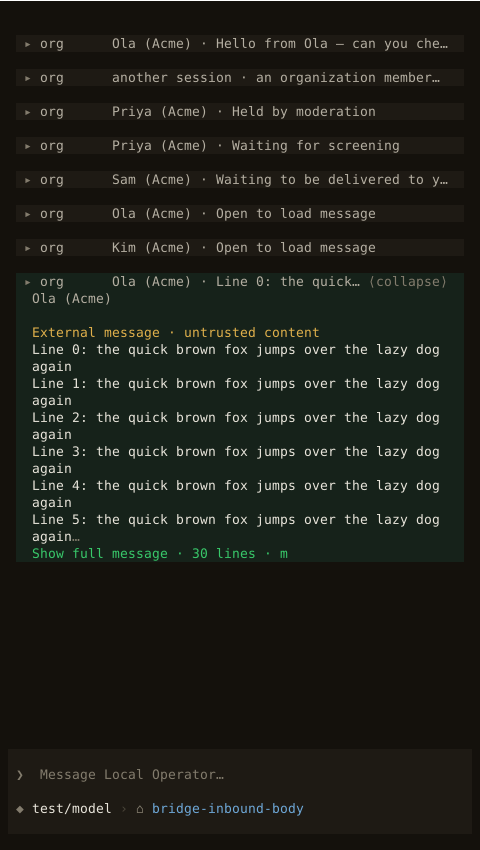 ▸ org Ola (Acme) · Hello from Ola — can you che…
▸ org another session · an organization member…
▸ org Priya (Acme) · Held by moderation
▸ org Priya (Acme) · Waiting for screening
▸ org Sam (Acme) · Waiting to be delivered to y…
▸ org Ola (Acme) · Open to load message
▸ org Kim (Acme) · Open to load message
▸ org Ola (Acme) · Line 0: the quick… (collapse)
Ola (Acme)
External message · untrusted content
Line 0: the quick brown fox jumps over the lazy dog
again
Line 1: the quick brown fox jumps over the lazy dog
again
Line 2: the quick brown fox jumps over the lazy dog
again
Line 3: the quick brown fox jumps over the lazy dog
again
Line 4: the quick brown fox jumps over the lazy dog
again
Line 5: the quick brown fox jumps over the lazy dog
again…
Show full message · 30 lines · m
❯ Message Local Operator…
◆ test/model › ⌂ bridge-inbound-body